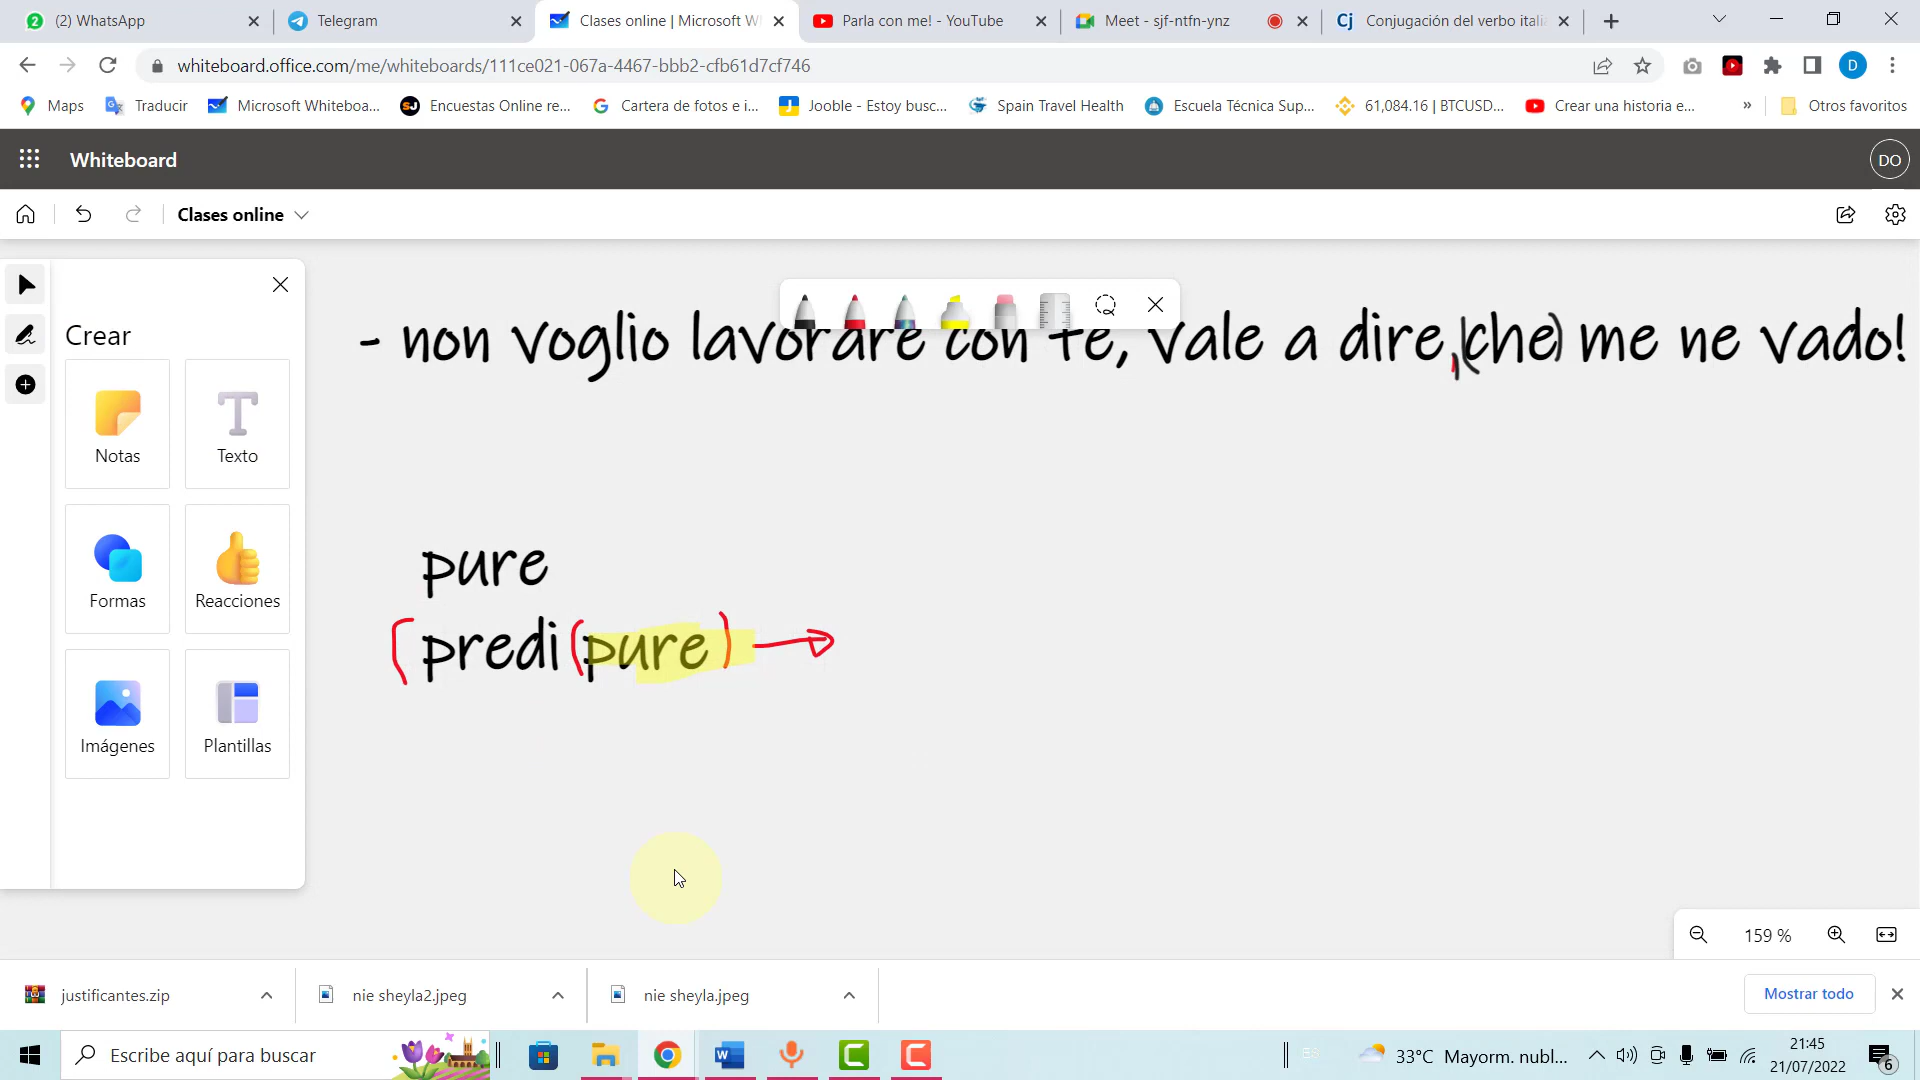 (2) WhatsApp
Telegram
Clases online | Microsoft W
Parla con me! - YouTube
Meet - sjf-ntfn-ynz
Cj Conjugación del verbo itali
whiteboard.office.com/me/whiteboards/111ce021-067a-4467-bbb2-cfb61d7cf746
D
Maps
Traducir
Microsoft Whiteboa...
Encuestas Online re...
Cartera de fotos e i...
Jooble - Estoy busc...
Spain Travel Health
Escuela Técnica Sup...
61,084.16 | BTCUSD...
Crear una historia e...
»
Otros favoritos
Whiteboard
DO
Clases online
Crear
Notas
Texto
Formas
Reacciones
Imágenes
Plantillas
- non voglio lavorare con te, vale a dire, (che) me ne vado!
pure
(predi (pure) →
159 %
justificantes.zip
nie sheyla2.jpeg
nie sheyla.jpeg
Mostrar todo
Escribe aquí para buscar
33°C Mayorm. nubl...
21:45
21/07/2022
6